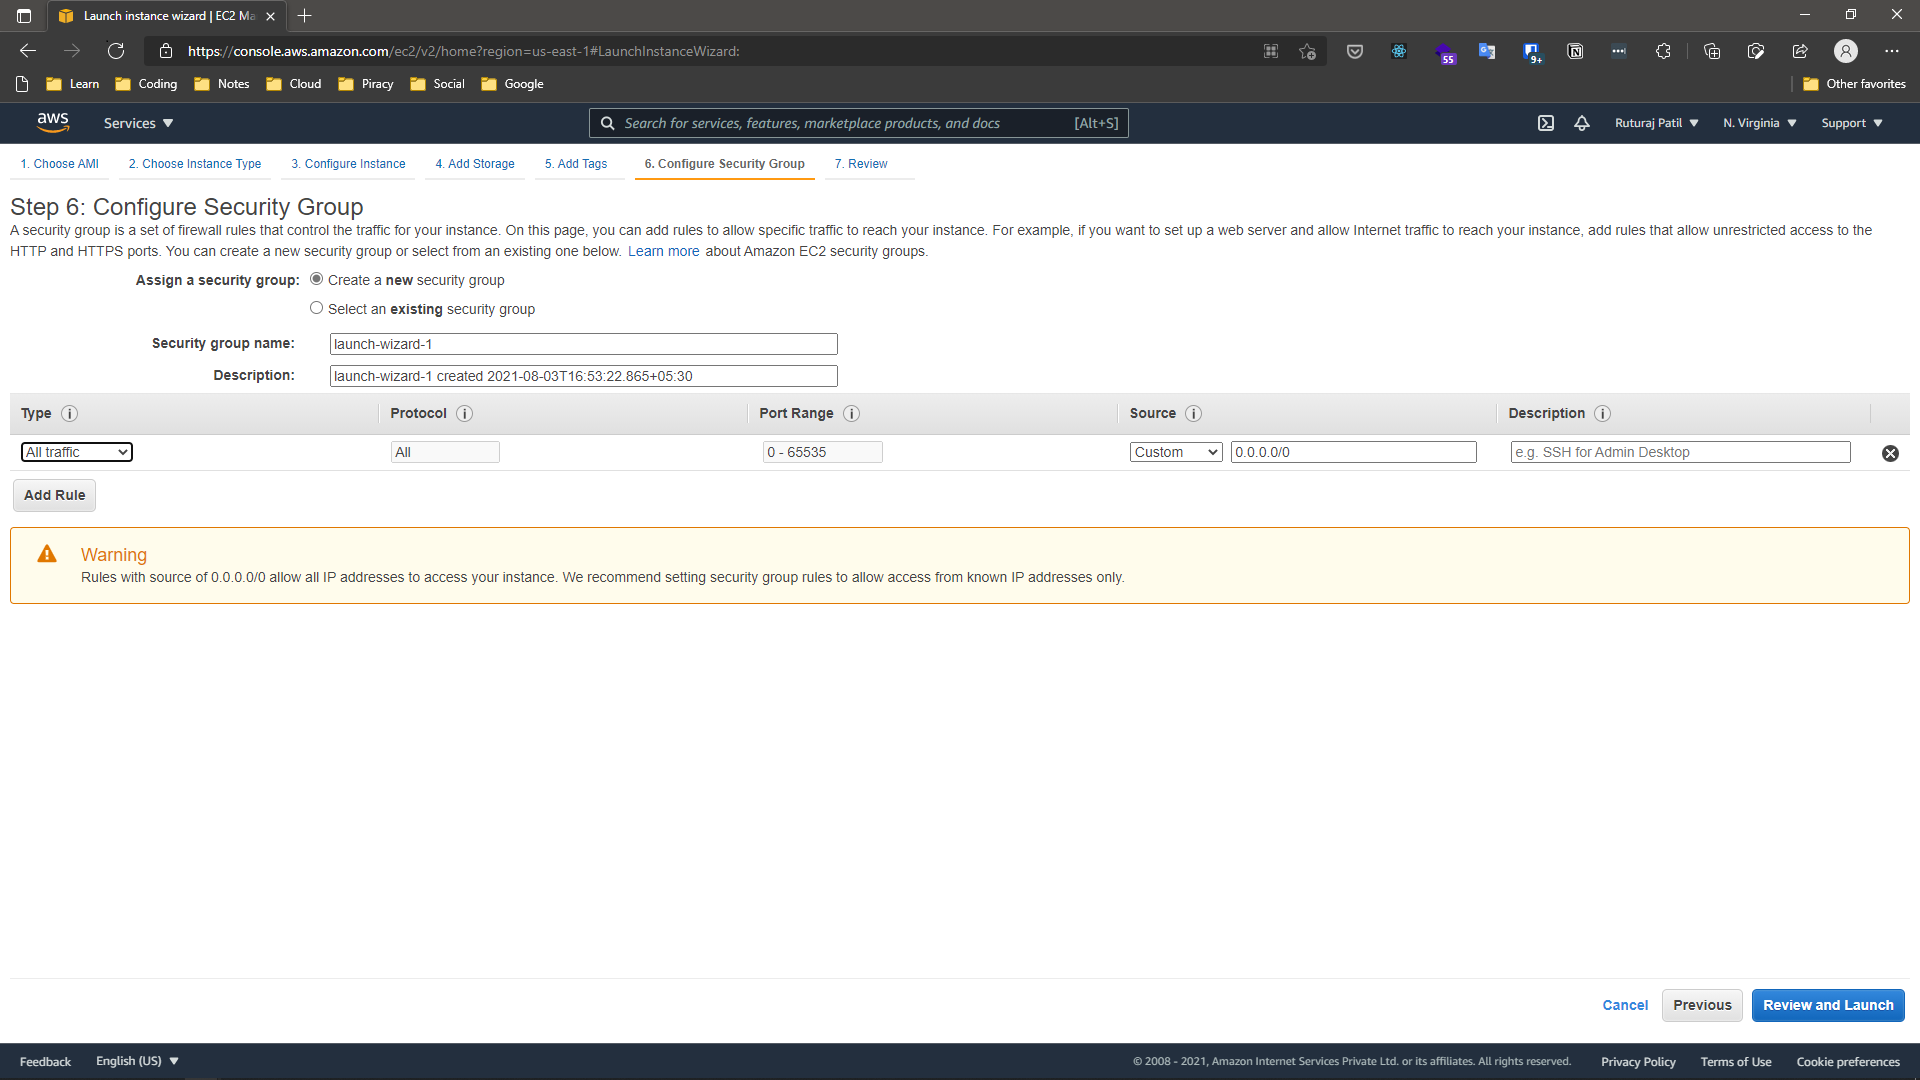 Launch instance wizard | EC2 Ma
https://console.aws.amazon.com/ec2/v2/home?region=us-east-1#LaunchInstanceWizard:
55
9+
Learn
Coding
Notes
Cloud
Piracy
Social
Google
Other favorites
aws
Services
Search for services, features, marketplace products, and docs
[Alt+S]
Ruturaj Patil
N. Virginia
Support
1. Choose AMI
2. Choose Instance Type
3. Configure Instance
4. Add Storage
5. Add Tags
6. Configure Security Group
7. Review
Step 6: Configure Security Group
A security group is a set of firewall rules that control the traffic for your instance. On this page, you can add rules to allow specific traffic to reach your instance. For example, if you want to set up a web server and allow Internet traffic to reach your instance, add rules that allow unrestricted access to the
HTTP and HTTPS ports. You can create a new security group or select from an existing one below. Learn more about Amazon EC2 security groups.
Assign a security group:
Create a new security group
Select an existing security group
Security group name:
launch-wizard-1
Description:
launch-wizard-1 created 2021-08-03T16:53:22.865+05:30
Type
Protocol
Port Range
Source
Description
All traffic
All
0 - 65535
Custom
0.0.0.0/0
e.g. SSH for Admin Desktop
Add Rule
Warning
Rules with source of 0.0.0.0/0 allow all IP addresses to access your instance. We recommend setting security group rules to allow access from known IP addresses only.
Cancel
Previous
Review and Launch
Feedback
English (US)
© 2008 - 2021, Amazon Internet Services Private Ltd. or its affiliates. All rights reserved.
Privacy Policy
Terms of Use
Cookie preferences